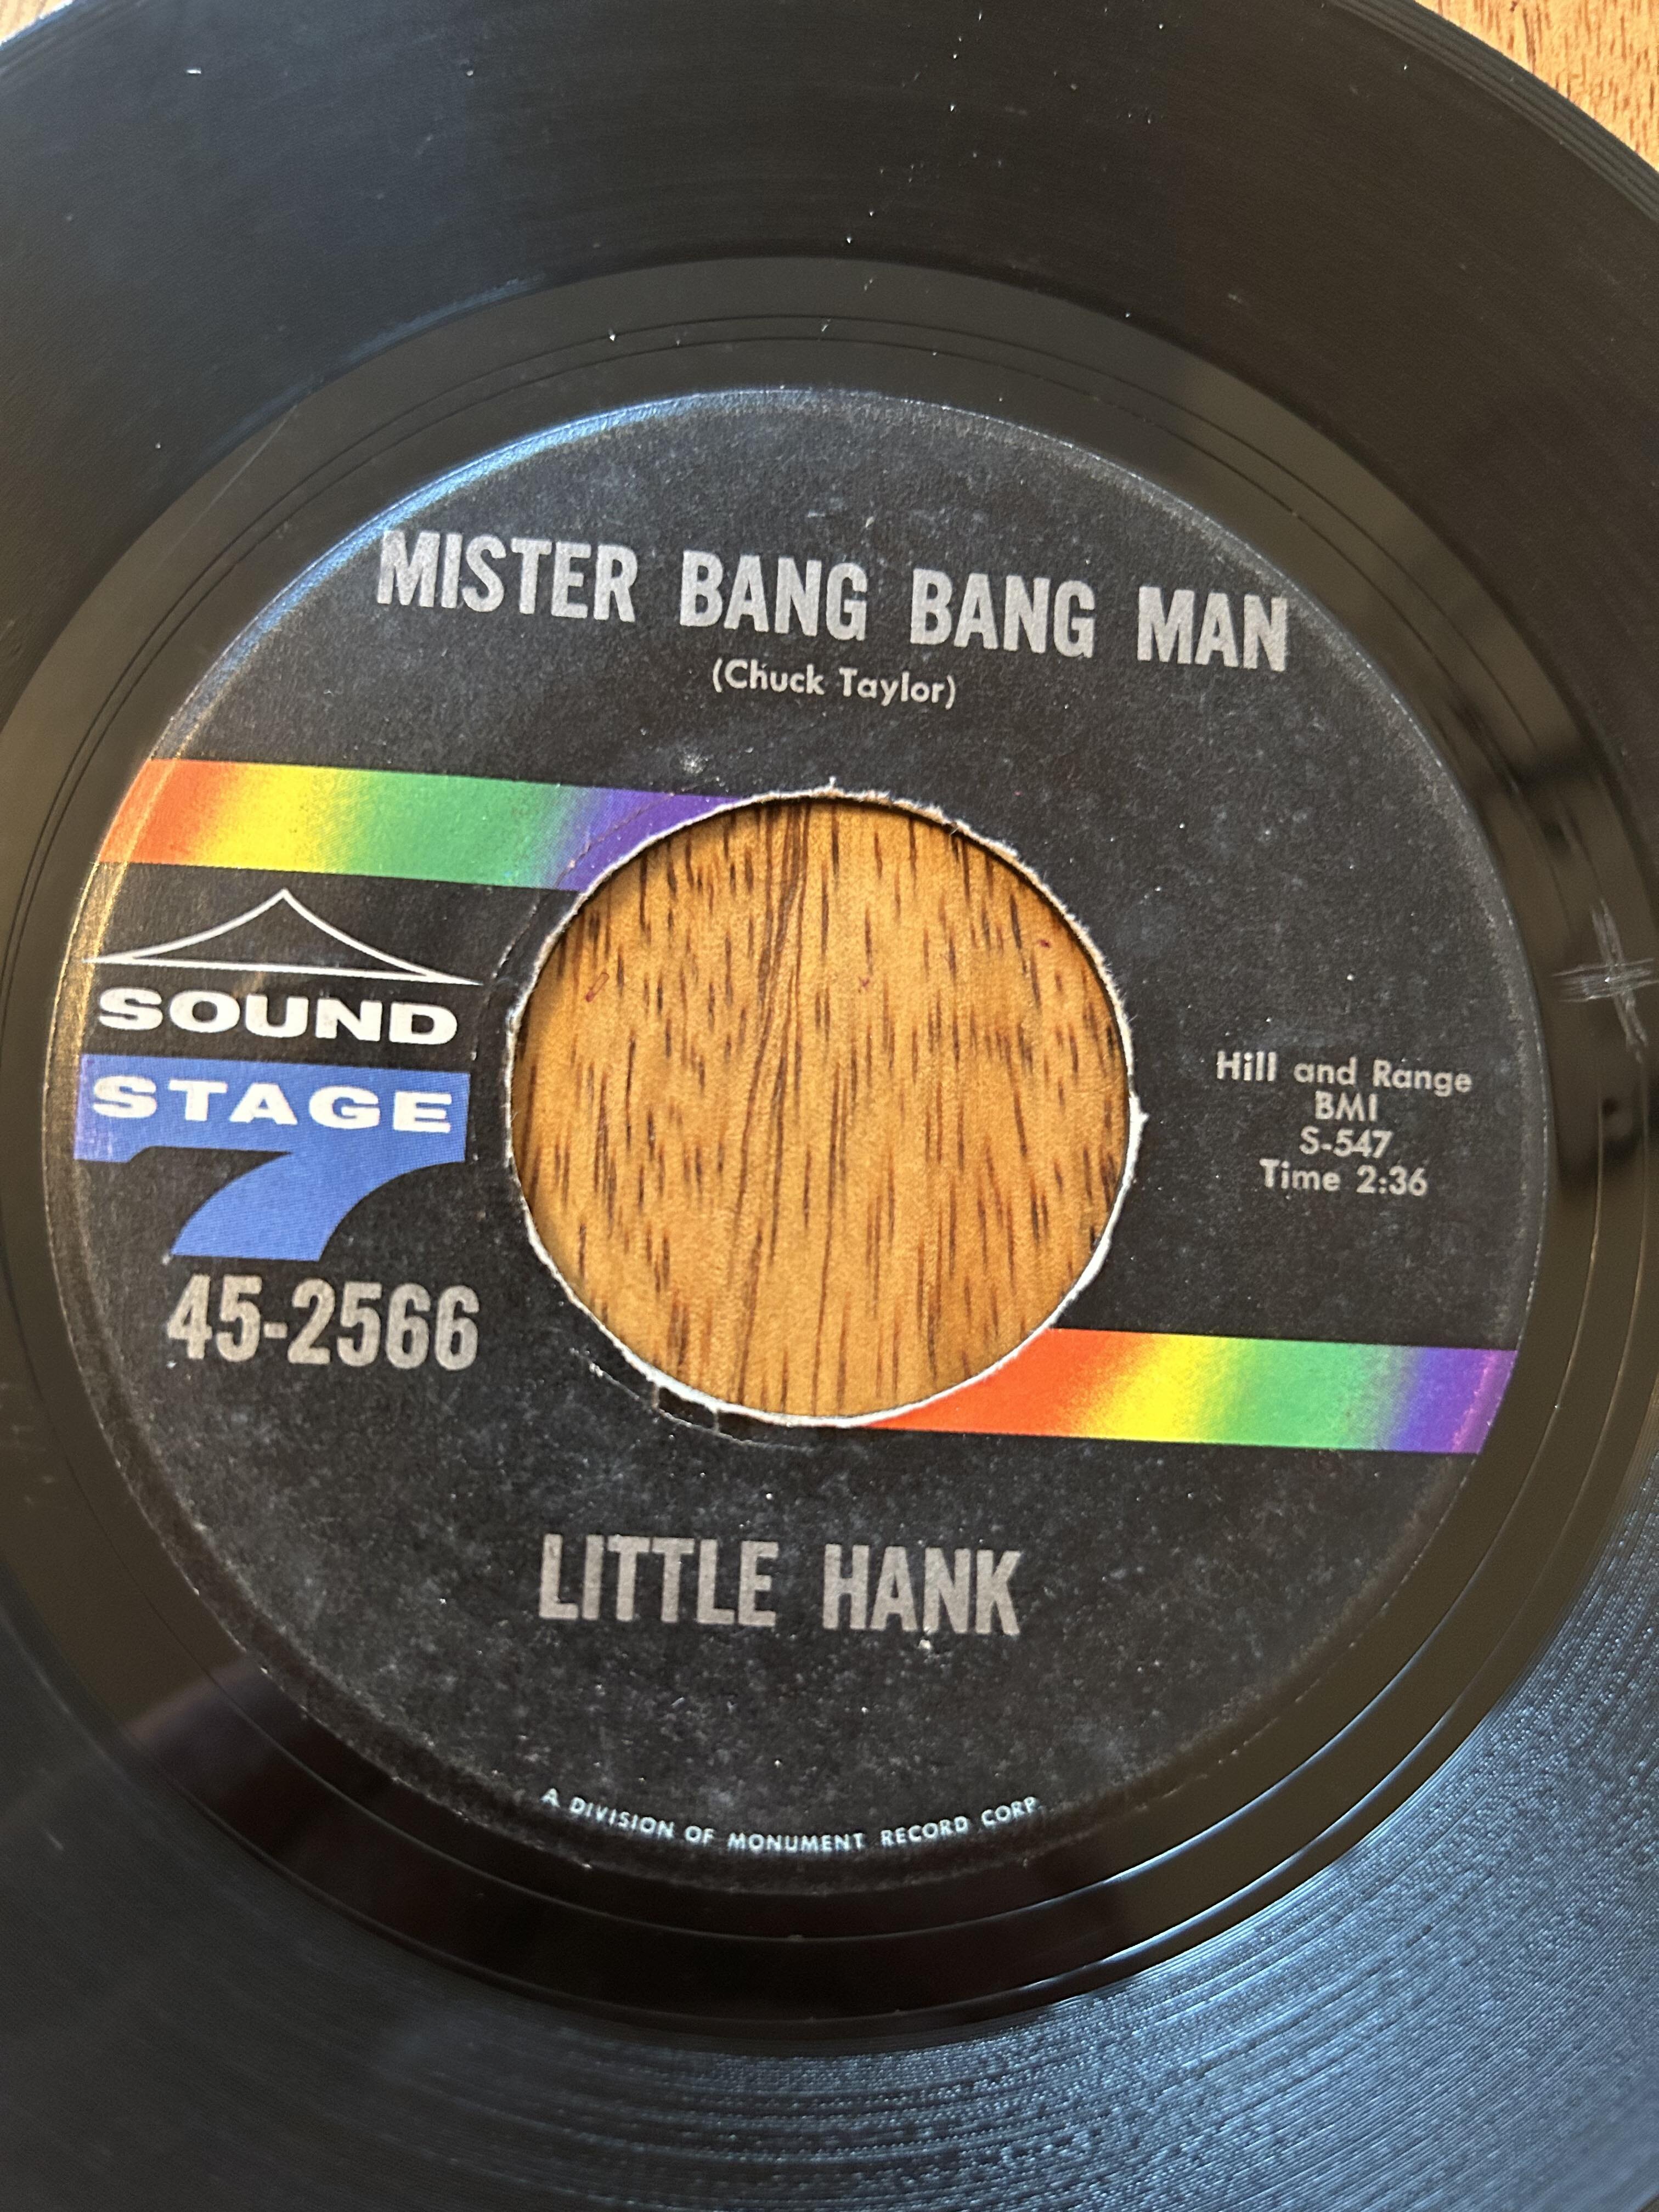 MISTER BANG BANG MAN
(Chuck Taylor)
SOUND
STAGE
7
45-2566
Hill and Range
BMI
S-547
Time 2:36
LITTLE HANK
A DIVISION OF MONUMENT RECORD CORP.